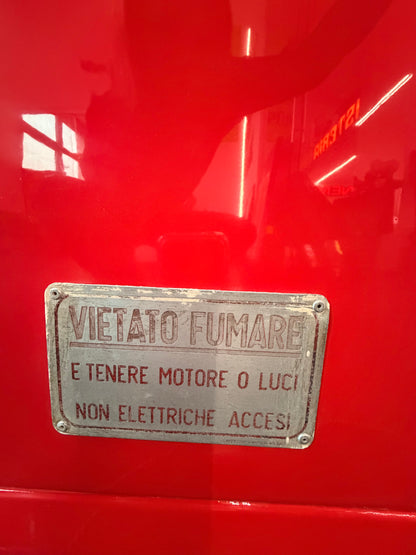 VIETATO FUMARE
E TENERE MOTORE O LUCI
NON ELETTRICHE ACCESI